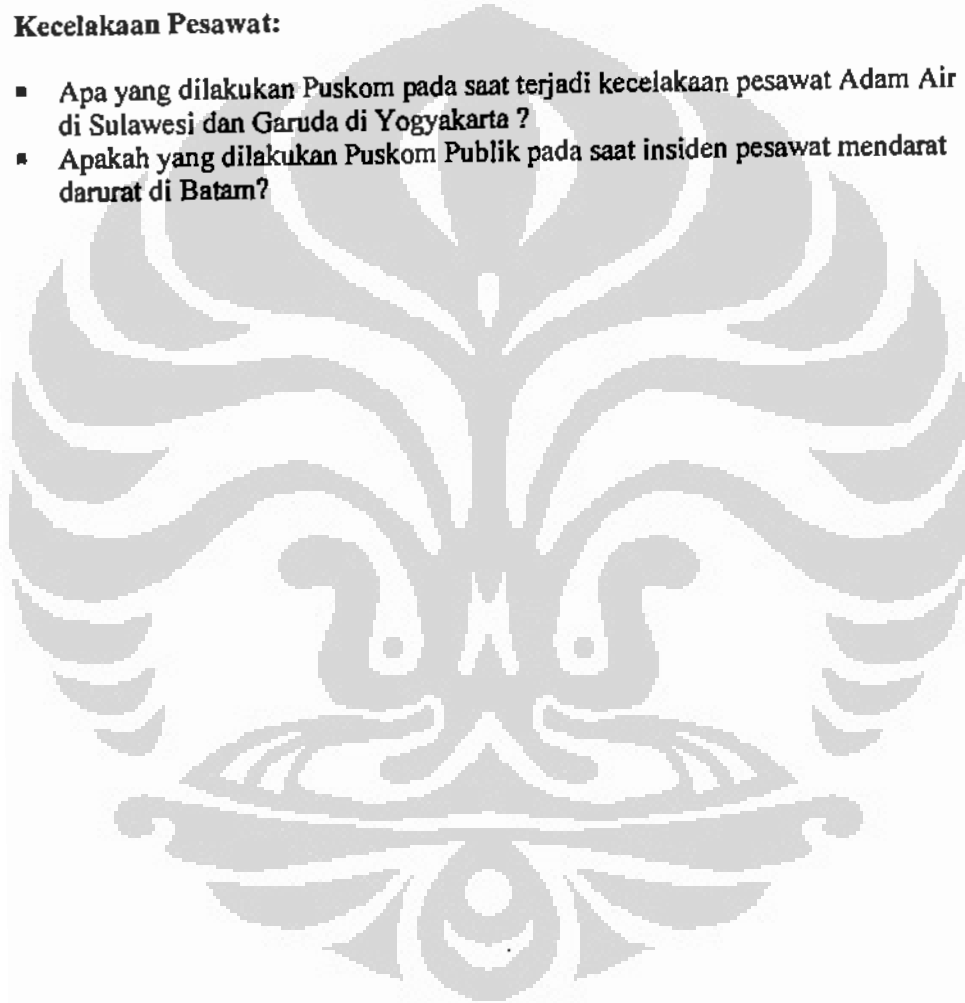 Kecelakaan Pesawat:
▪ Apa yang dilakukan Puskom pada saat terjadi kecelakaan pesawat Adam Air
di Sulawesi dan Garuda di Yogyakarta ?
▪ Apakah yang dilakukan Puskom Publik pada saat insiden pesawat mendarat
darurat di Batam?